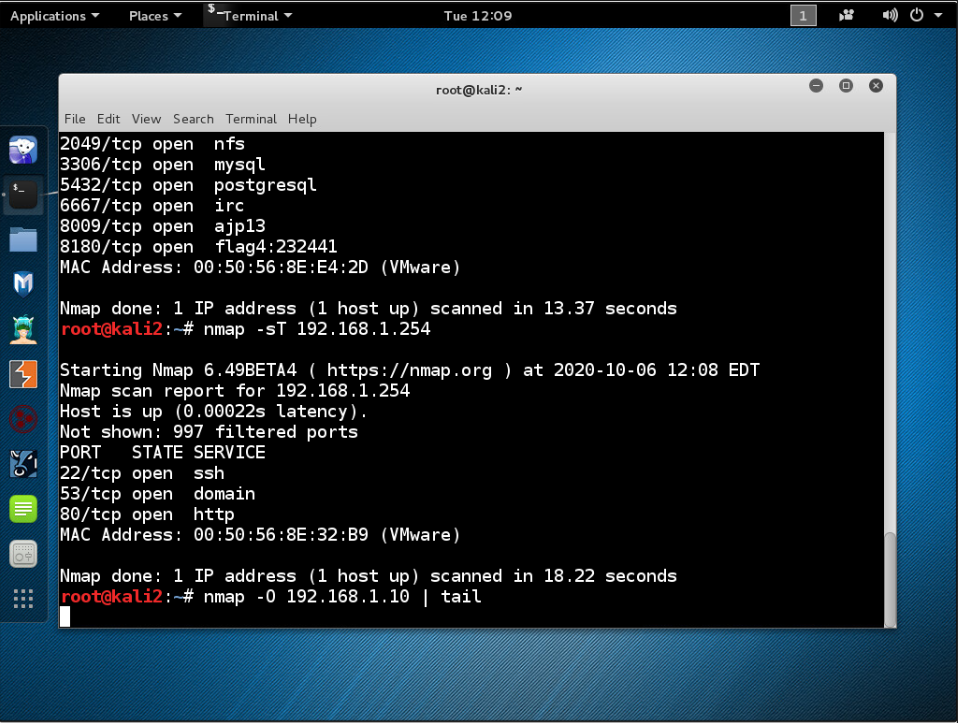 Applications Places Terminal Tue 12:09 1
root@kali2: ~
File Edit View Search Terminal Help
2049/tcp open  nfs
3306/tcp open  mysql
5432/tcp open  postgresql
6667/tcp open  irc
8009/tcp open  ajp13
8180/tcp open  flag4:232441
MAC Address: 00:50:56:8E:E4:2D (VMware)
Nmap done: 1 IP address (1 host up) scanned in 13.37 seconds
root@kali2:~# nmap -sT 192.168.1.254
Starting Nmap 6.49BETA4 ( https://nmap.org ) at 2020-10-06 12:08 EDT
Nmap scan report for 192.168.1.254
Host is up (0.00022s latency).
Not shown: 997 filtered ports
PORT   STATE SERVICE
22/tcp open  ssh
53/tcp open  domain
80/tcp open  http
MAC Address: 00:50:56:8E:32:B9 (VMware)
Nmap done: 1 IP address (1 host up) scanned in 18.22 seconds
root@kali2:~# nmap -O 192.168.1.10 | tail